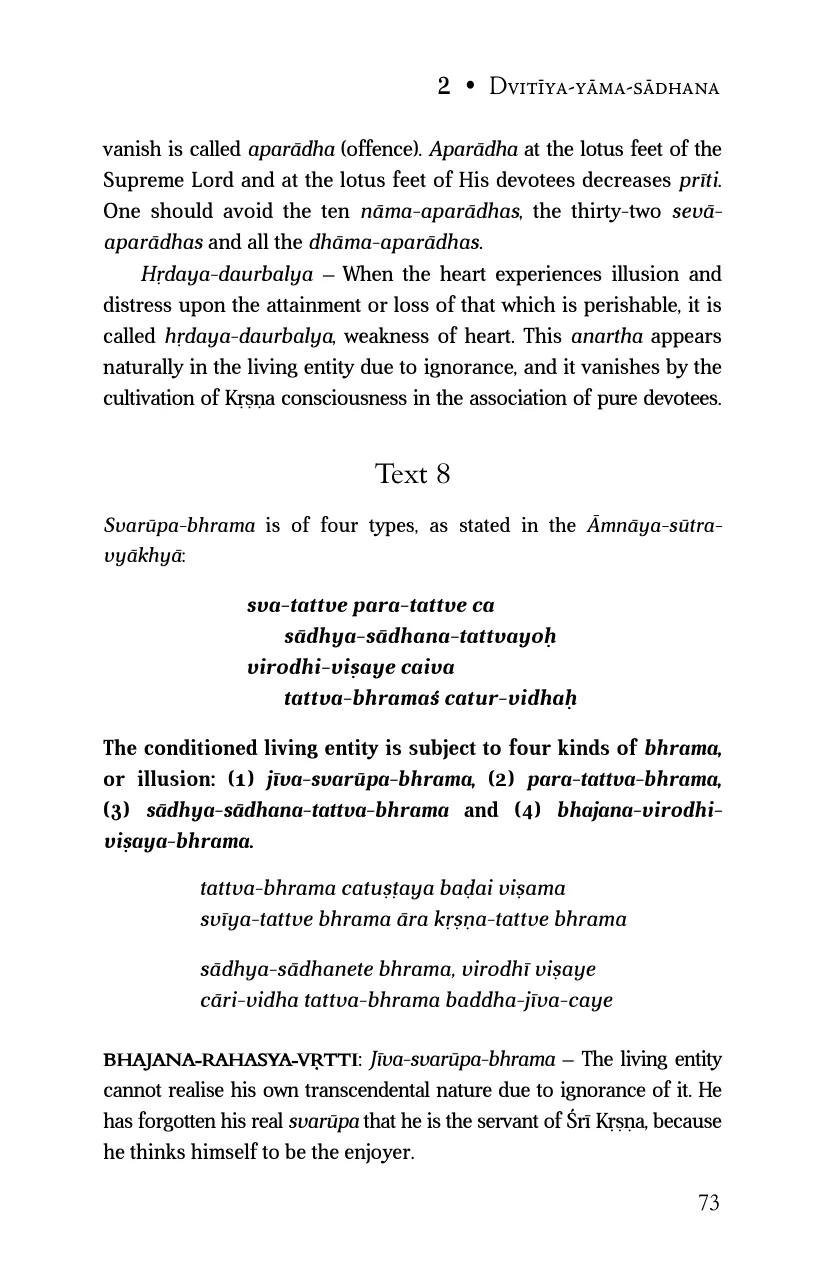 2 • Dvitīya-yāma-sādhana
vanish is called aparādha (offence). Aparādha at the lotus feet of the
Supreme Lord and at the lotus feet of His devotees decreases prīti.
One should avoid the ten nāma-aparādhas, the thirty-two sevā-
aparādhas and all the dhāma-aparādhas.
Hṛdaya-daurbalya – When the heart experiences illusion and
distress upon the attainment or loss of that which is perishable, it is
called hṛdaya-daurbalya, weakness of heart. This anartha appears
naturally in the living entity due to ignorance, and it vanishes by the
cultivation of Kṛṣṇa consciousness in the association of pure devotees.
Text 8
Svarūpa-bhrama is of four types, as stated in the Āmnāya-sūtra-
vyākhyā:
sva-tattve para-tattve ca
sādhya-sādhana-tattvayoḥ
virodhi-viṣaye caiva
tattva-bhramaś catur-vidhaḥ
The conditioned living entity is subject to four kinds of bhrama,
or illusion: (1) jīva-svarūpa-bhrama, (2) para-tattva-bhrama,
(3) sādhya-sādhana-tattva-bhrama and (4) bhajana-virodhi-
viṣaya-bhrama.
tattva-bhrama catuṣṭaya baḍai viṣama
svīya-tattve bhrama āra kṛṣṇa-tattve bhrama
sādhya-sādhanete bhrama, virodhī viṣaye
cāri-vidha tattva-bhrama baddha-jīva-caye
BHAJANA-RAHASYA-VṚTTI: Jīva-svarūpa-bhrama – The living entity
cannot realise his own transcendental nature due to ignorance of it. He
has forgotten his real svarūpa that he is the servant of Śrī Kṛṣṇa, because
he thinks himself to be the enjoyer.
73